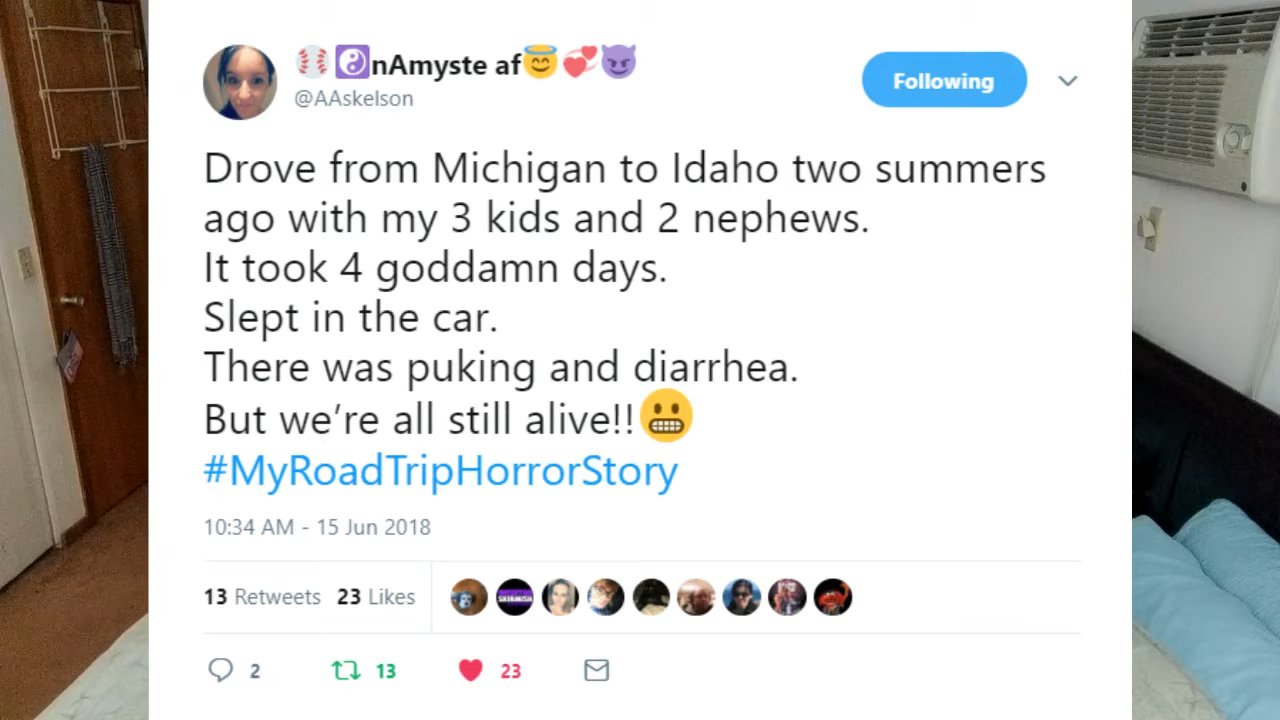 ⚾☯nAmyste af😇💞😈
@AAskelson
Following
Drove from Michigan to Idaho two summers
ago with my 3 kids and 2 nephews.
It took 4 goddamn days.
Slept in the car.
There was puking and diarrhea.
But we’re all still alive!!😬
#MyRoadTripHorrorStory
10:34 AM - 15 Jun 2018
13 Retweets 23 Likes
2 13 23